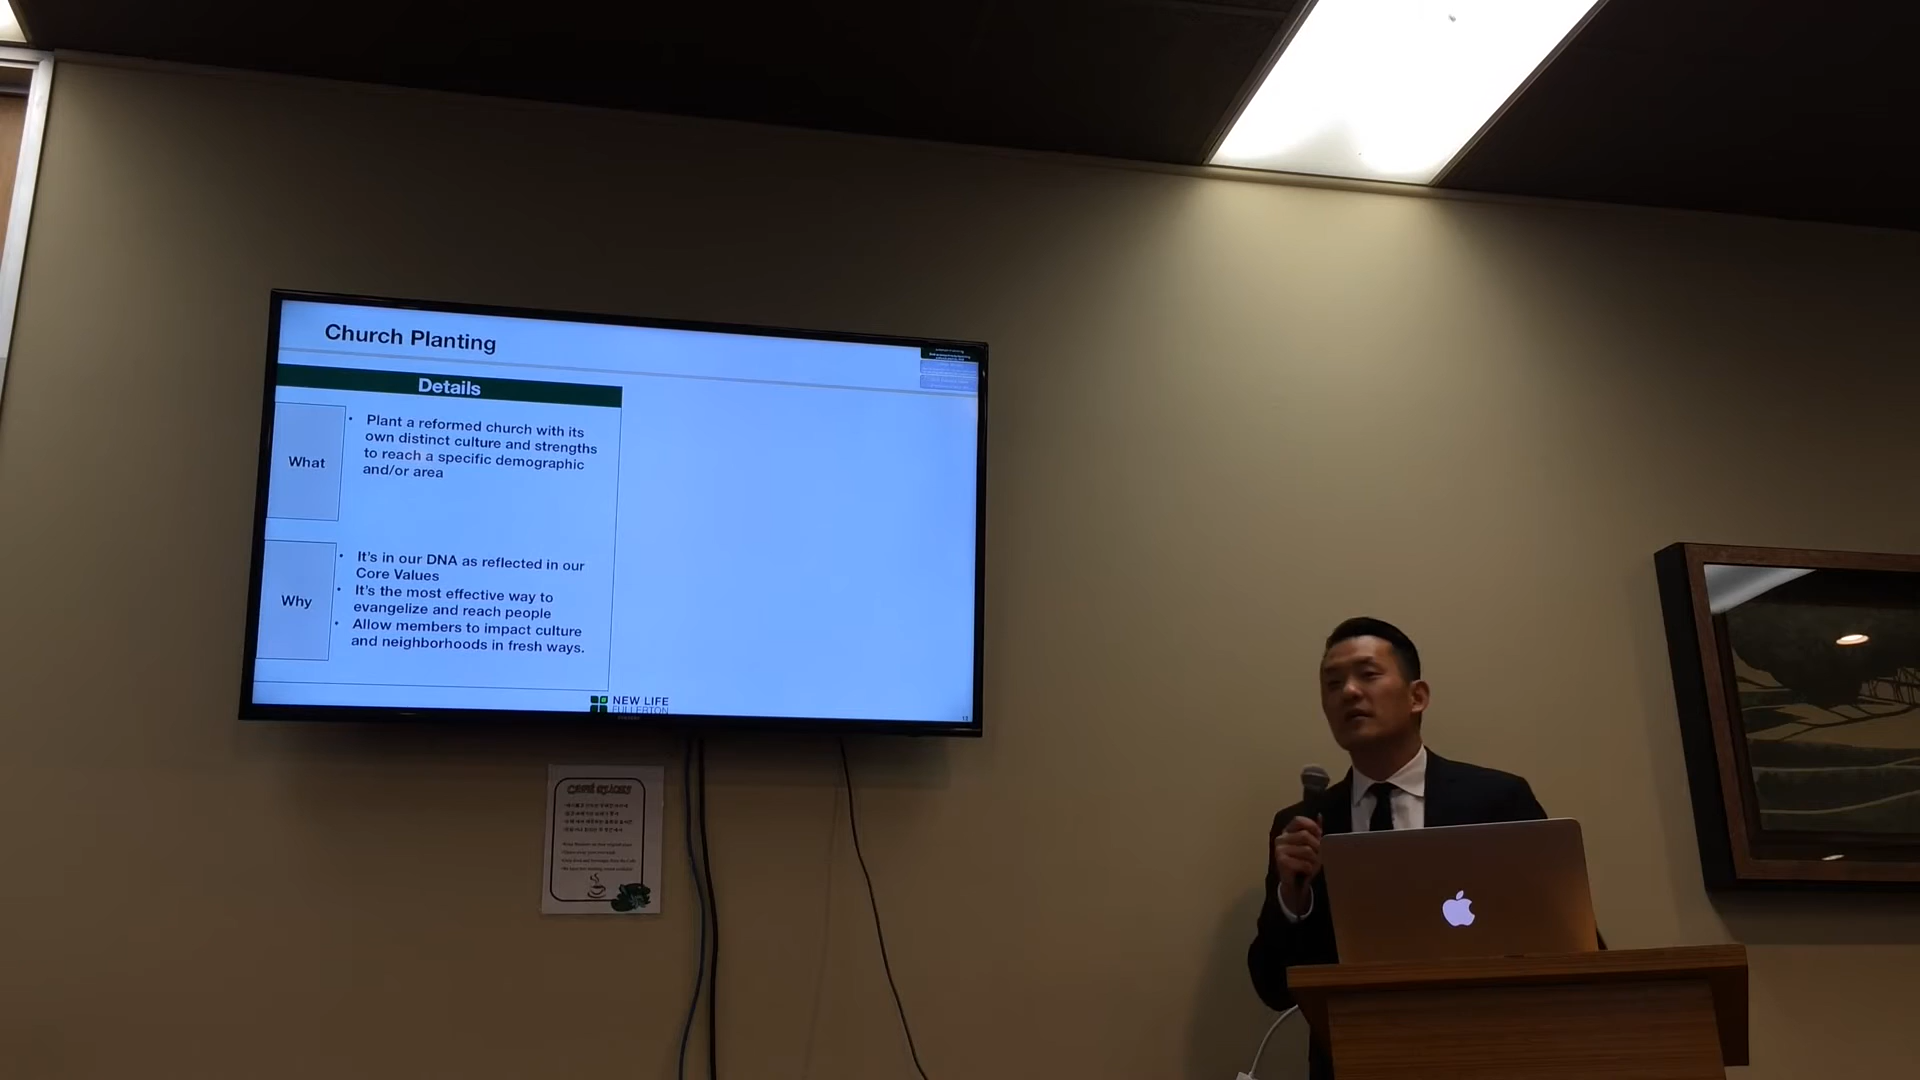 Church Planting
Details
What
• Plant a reformed church with its
own distinct culture and strengths
to reach a specific demographic
and/or area
Why
• It's in our DNA as reflected in our
Core Values
• It's the most effective way to
evangelize and reach people
• Allow members to impact culture
and neighborhoods in fresh ways.
NEW LIFE
FULLERTON
SAMSUNG